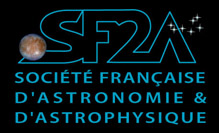 SF2A
SOCIÉTÉ FRANÇAISE
D'ASTRONOMIE &
D'ASTROPHYSIQUE